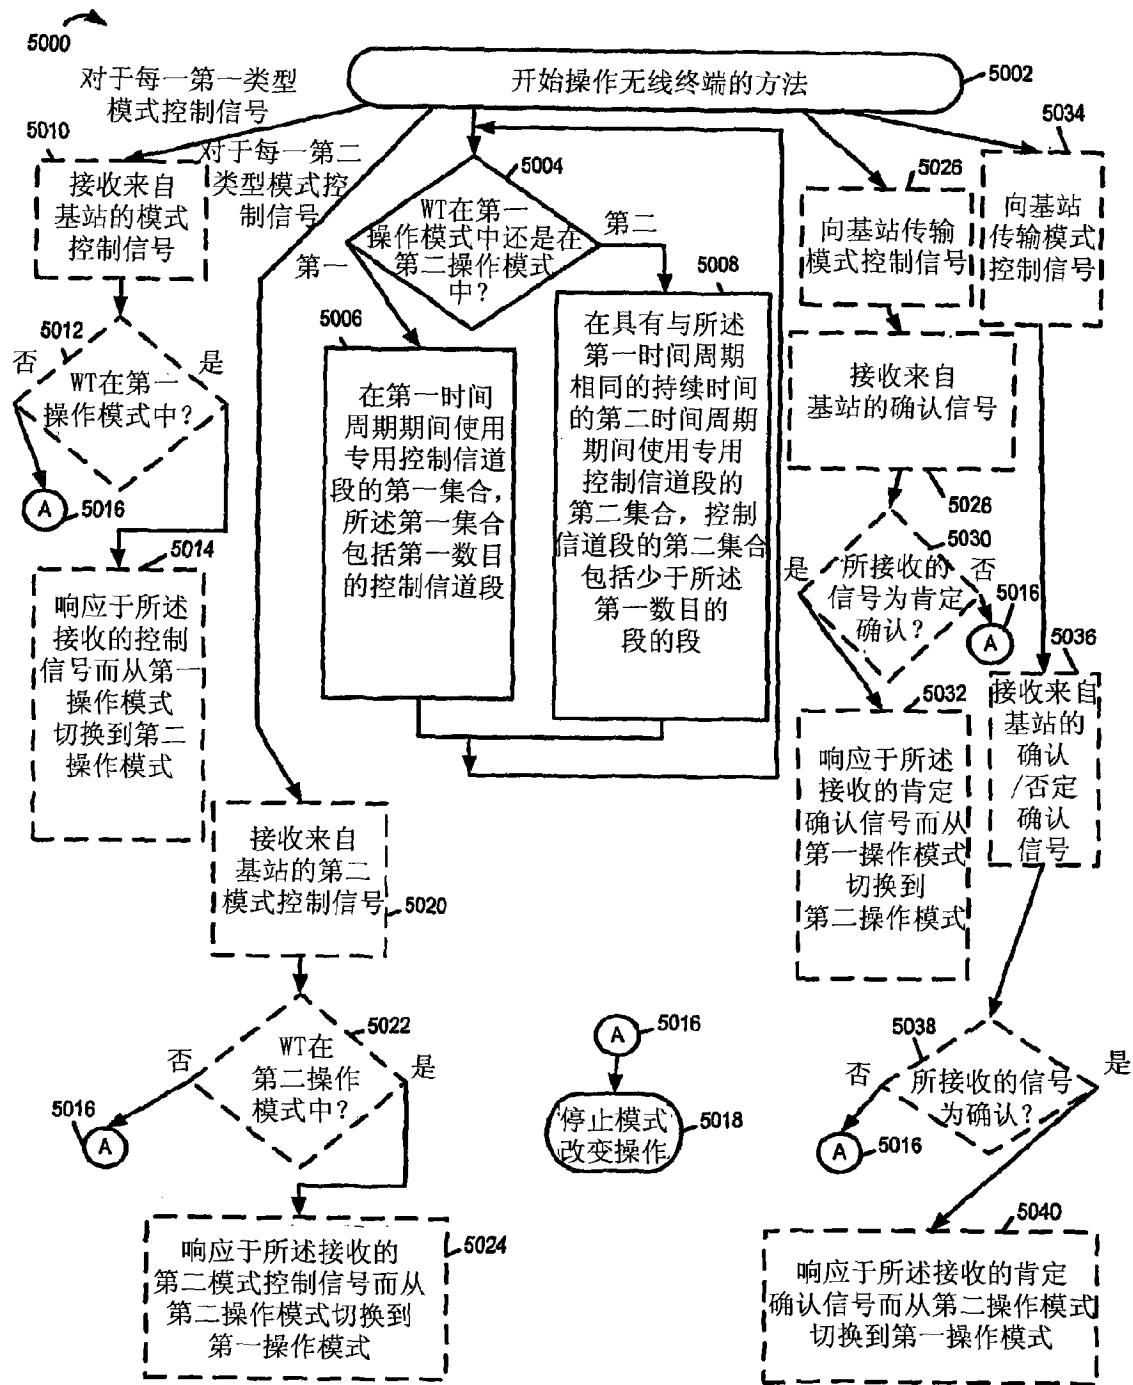 5000
开始操作无线终端的方法
5002
对于每一第一类型
模式控制信号
5010
接收来自
基站的模式
控制信号
对于每一第二
类型模式控
制信号
5012
否
是
WT在第一
操作模式中？
A
5016
5014
响应于所述
接收的控制
信号而从第一
操作模式
切换到第二
操作模式
5004
WT在第一
操作模式中还是在
第二操作模式
中？
第一
第二
5006
在第一时间
周期期间使用
专用控制信道
段的第一集合，
所述第一集合
包括第一数目
的控制信道段
5008
在具有与所述
第一时间周期
相同的持续时间
的第二时间周期
期间使用专用
控制信道段的
第二集合，控制
信道段的第二集合
包括少于所述
第一数目的
段的段
5026
向基站传输
模式控制信号
接收来自
基站的确认信号
5028
5030
是
否
所接收的
信号为肯定
确认？
5016
A
5032
响应于所述
接收的肯定
确认信号而从
第一操作模式
切换到
第二操作模式
5034
向基站
传输模式
控制信号
5036
接收来自
基站的
确认
/否定
确认
信号
接收来自
基站的第二
模式控制信号
5020
5022
WT在
第二操作
模式中？
否
是
5016
A
5024
响应于所述接收的
第二模式控制信号而从
第二操作模式切换到
第一操作模式
A
5016
停止模式
改变操作
5018
5038
否
是
所接收的信号
为确认？
A
5016
5040
响应于所述接收的肯定
确认信号而从第二操作模式
切换到第一操作模式